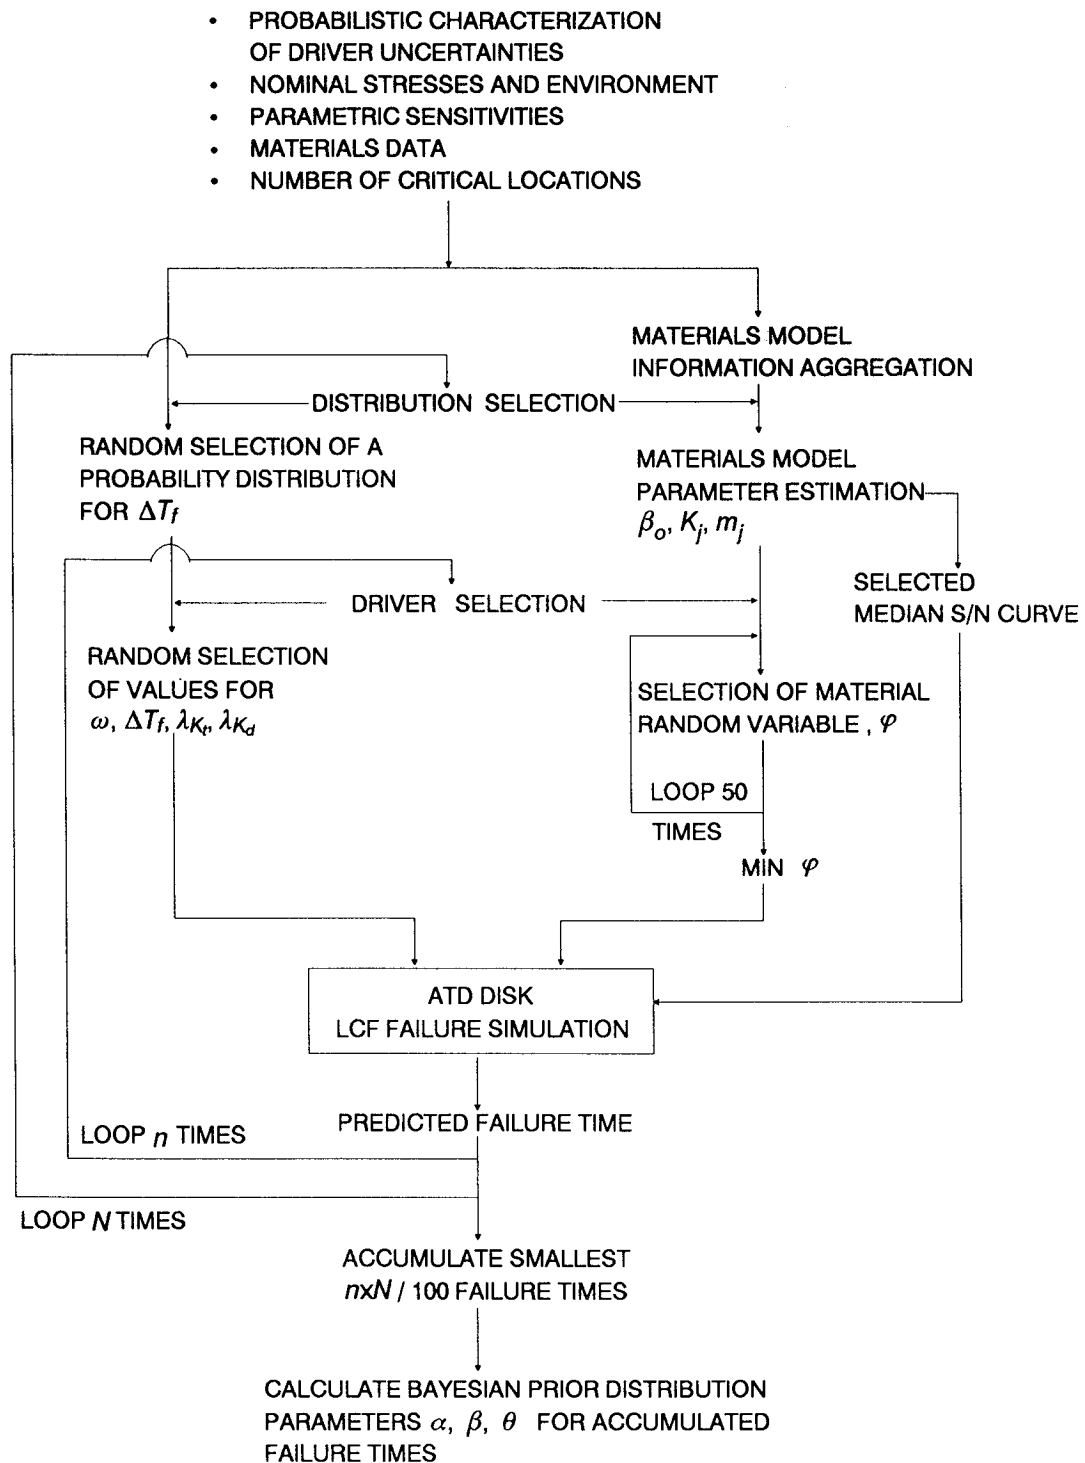 • PROBABILISTIC CHARACTERIZATION
OF DRIVER UNCERTAINTIES
• NOMINAL STRESSES AND ENVIRONMENT
• PARAMETRIC SENSITIVITIES
• MATERIALS DATA
• NUMBER OF CRITICAL LOCATIONS
MATERIALS MODEL
INFORMATION AGGREGATION
DISTRIBUTION SELECTION
RANDOM SELECTION OF A
PROBABILITY DISTRIBUTION
FOR ΔT_f
MATERIALS MODEL
PARAMETER ESTIMATION
β_o, K_j, m_j
SELECTED
MEDIAN S/N CURVE
DRIVER SELECTION
RANDOM SELECTION
OF VALUES FOR
ω, ΔT_f, λ_{K_t}, λ_{K_d}
SELECTION OF MATERIAL
RANDOM VARIABLE , φ
LOOP 50
TIMES
MIN φ
ATD DISK
LCF FAILURE SIMULATION
PREDICTED FAILURE TIME
LOOP n TIMES
LOOP N TIMES
ACCUMULATE SMALLEST
nxN / 100 FAILURE TIMES
CALCULATE BAYESIAN PRIOR DISTRIBUTION
PARAMETERS α, β, θ FOR ACCUMULATED
FAILURE TIMES